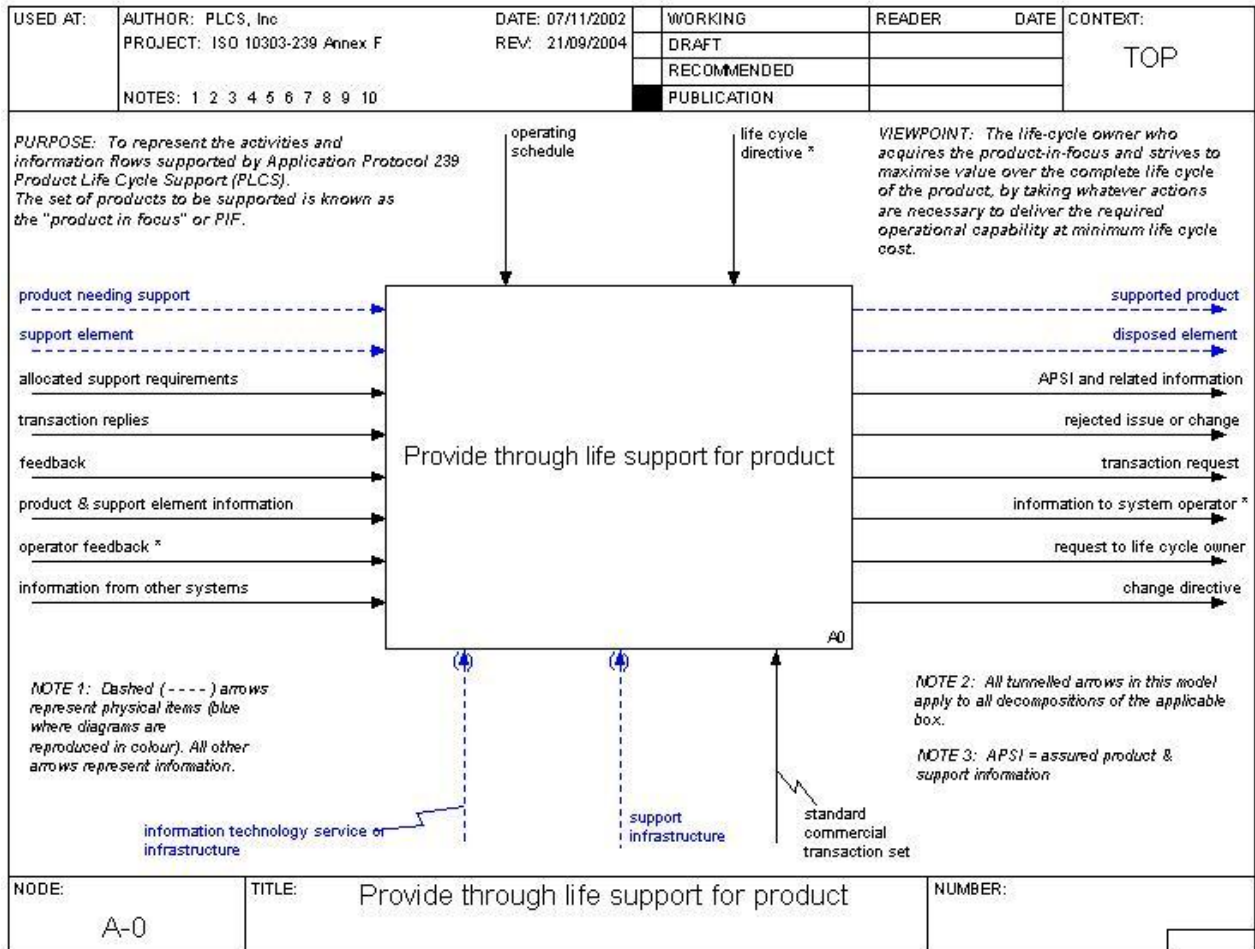 USED AT:
AUTHOR: PLCS, Inc
DATE: 07/11/2002
PROJECT: ISO 10303-239 Annex F
REV: 21/09/2004
NOTES: 1 2 3 4 5 6 7 8 9 10
WORKING
DRAFT
RECOMMENDED
PUBLICATION
READER
DATE
CONTEXT:
TOP
PURPOSE: To represent the activities and
information flows supported by Application Protocol 239
Product Life Cycle Support (PLCS).
The set of products to be supported is known as
the "product in focus" or PIF.
operating
schedule
life cycle
directive *
VIEWPOINT: The life-cycle owner who
acquires the product-in-focus and strives to
maximise value over the complete life cycle
of the product, by taking whatever actions
are necessary to deliver the required
operational capability at minimum life cycle
cost.
product needing support
support element
allocated support requirements
transaction replies
feedback
product & support element information
operator feedback *
information from other systems
Provide through life support for product
A0
supported product
disposed element
APSI and related information
rejected issue or change
transaction request
information to system operator *
request to life cycle owner
change directive
NOTE 1: Dashed ( - - - - ) arrows
represent physical items (blue
where diagrams are
reproduced in colour). All other
arrows represent information.
information technology service or
infrastructure
support
infrastructure
standard
commercial
transaction set
NOTE 2: All tunnelled arrows in this model
apply to all decompositions of the applicable
box.
NOTE 3: APSI = assured product &
support information
NODE:
A-0
TITLE:
Provide through life support for product
NUMBER: